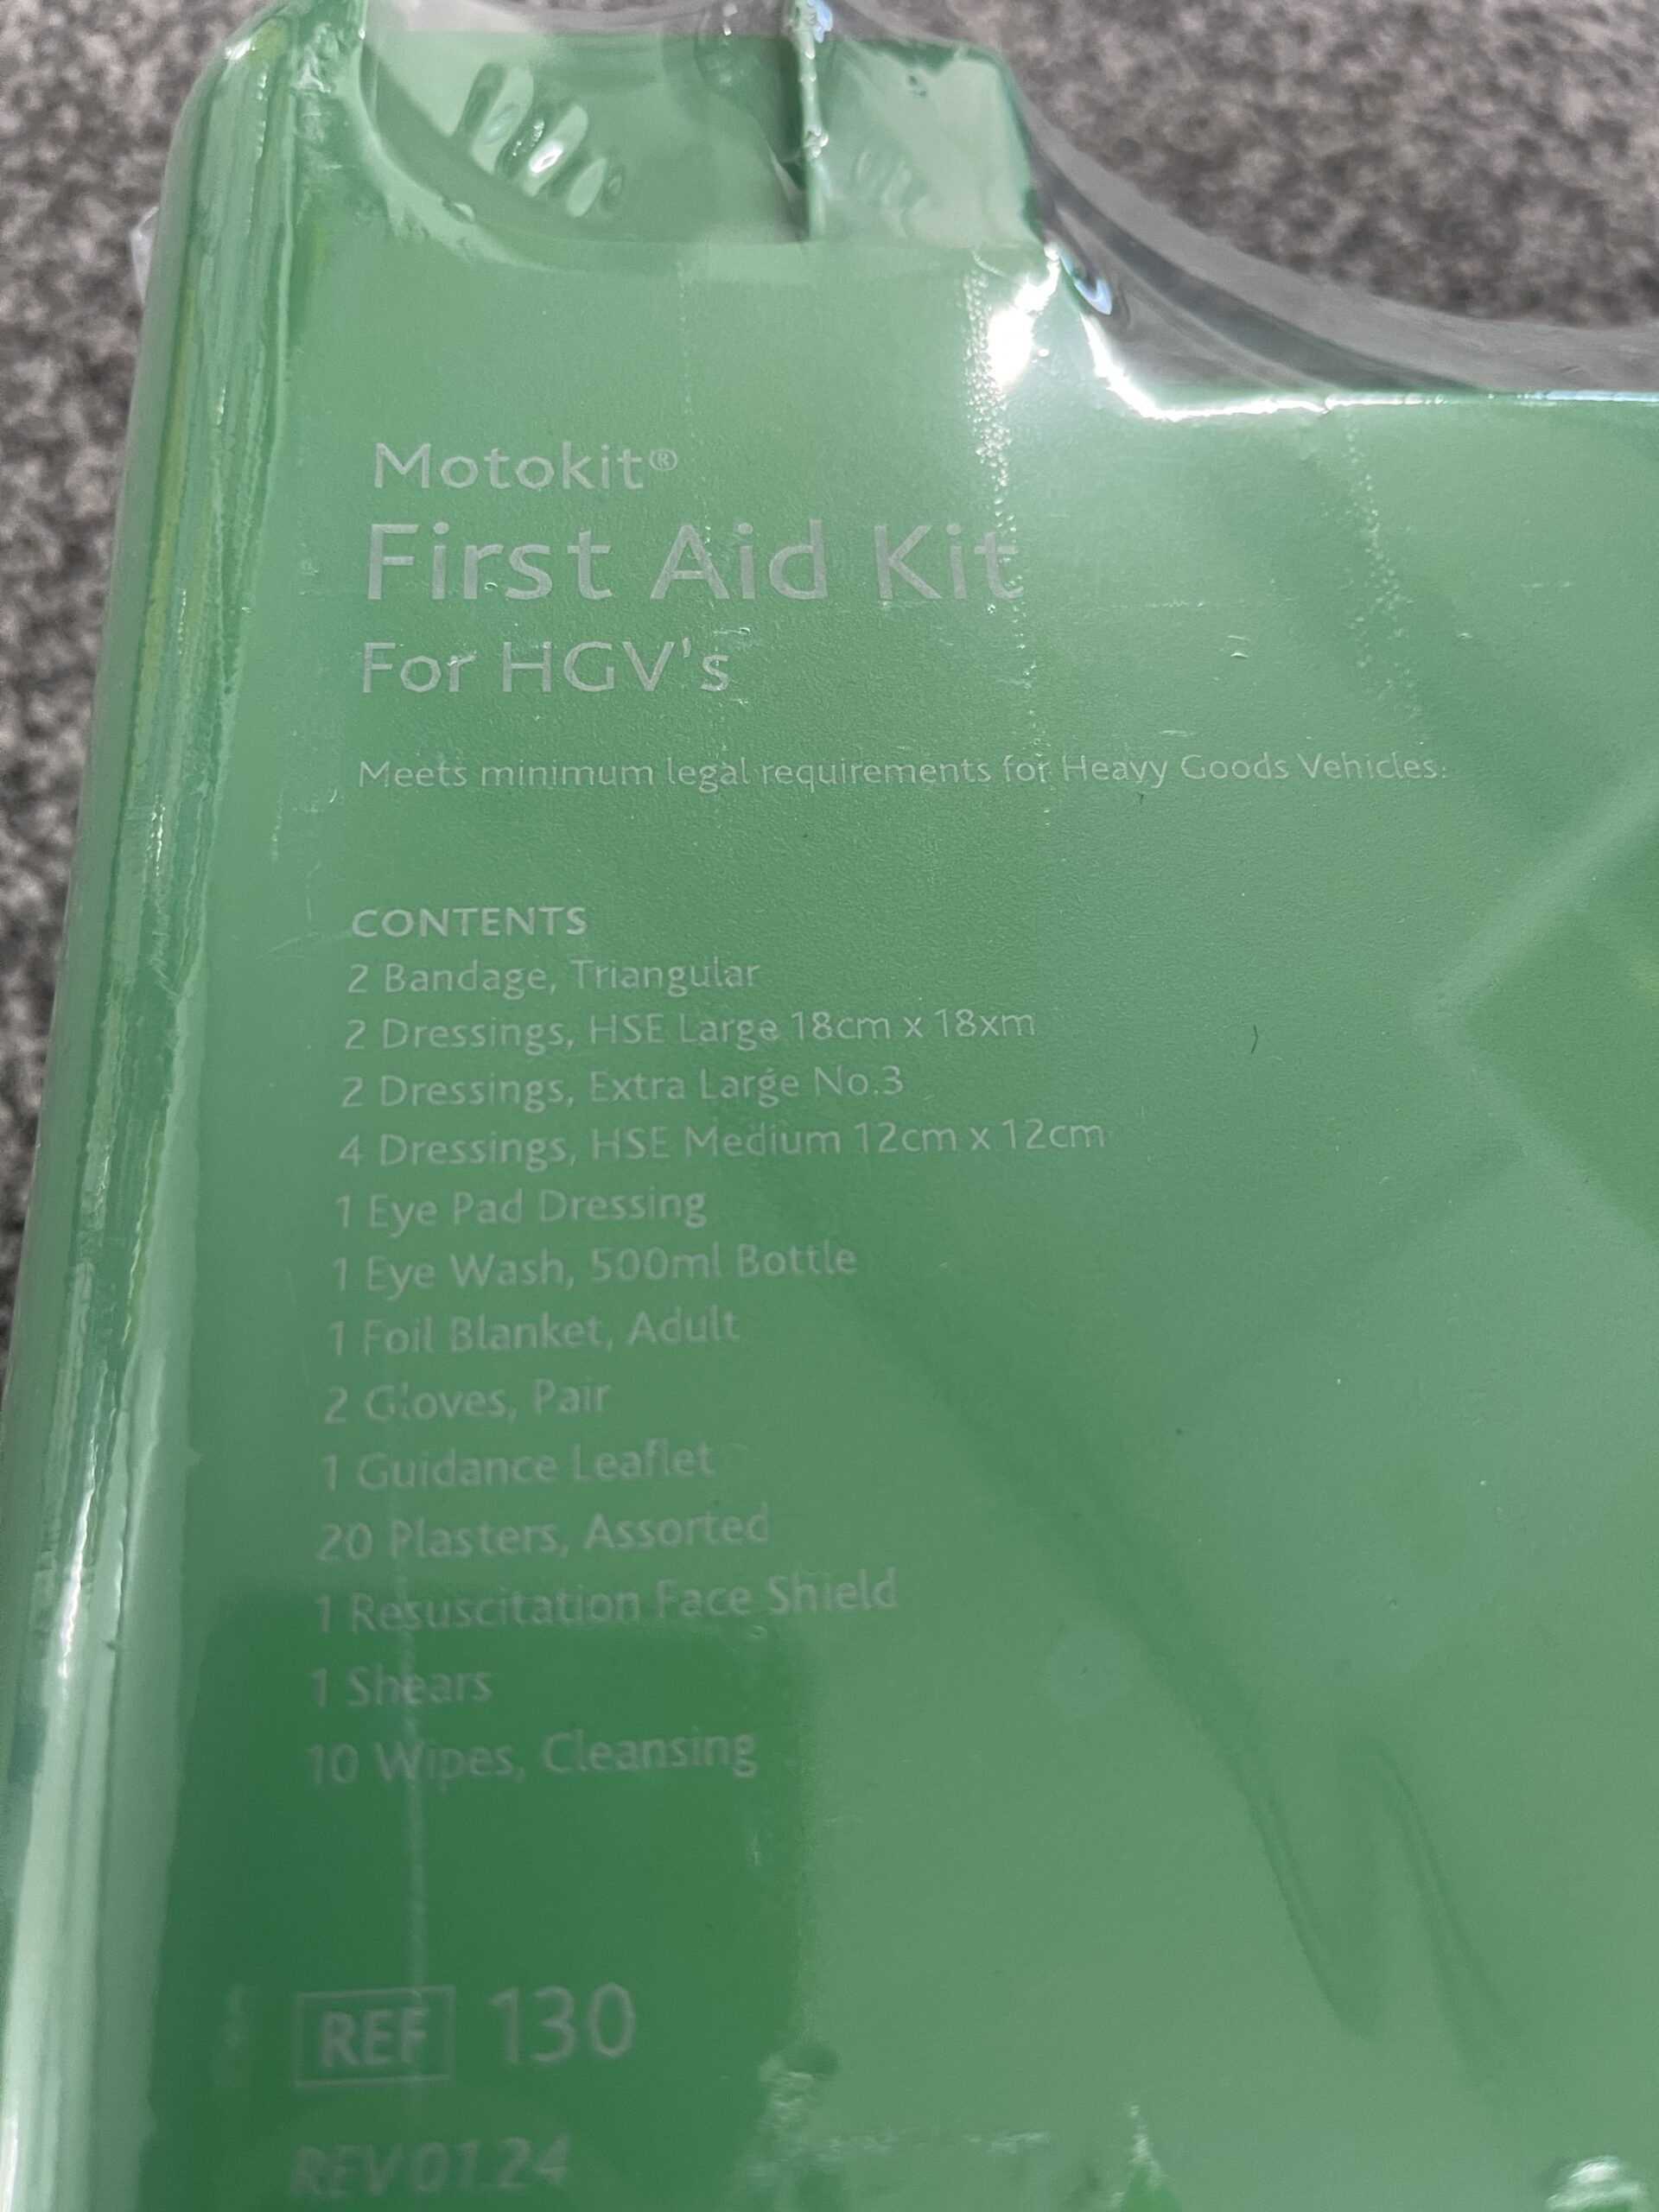 Motokit®
First Aid Kit
For HGV's
Meets minimum legal requirements for Heavy Goods Vehicles.
CONTENTS
2 Bandage, Triangular
2 Dressings, HSE Large 18cm x 18xm
2 Dressings, Extra Large No.3
4 Dressings, HSE Medium 12cm x 12cm
1 Eye Pad Dressing
1 Eye Wash, 500ml Bottle
1 Foil Blanket, Adult
2 Gloves, Pair
1 Guidance Leaflet
20 Plasters, Assorted
1 Resuscitation Face Shield
1 Shears
10 Wipes, Cleansing
REF 130
REV 01.24